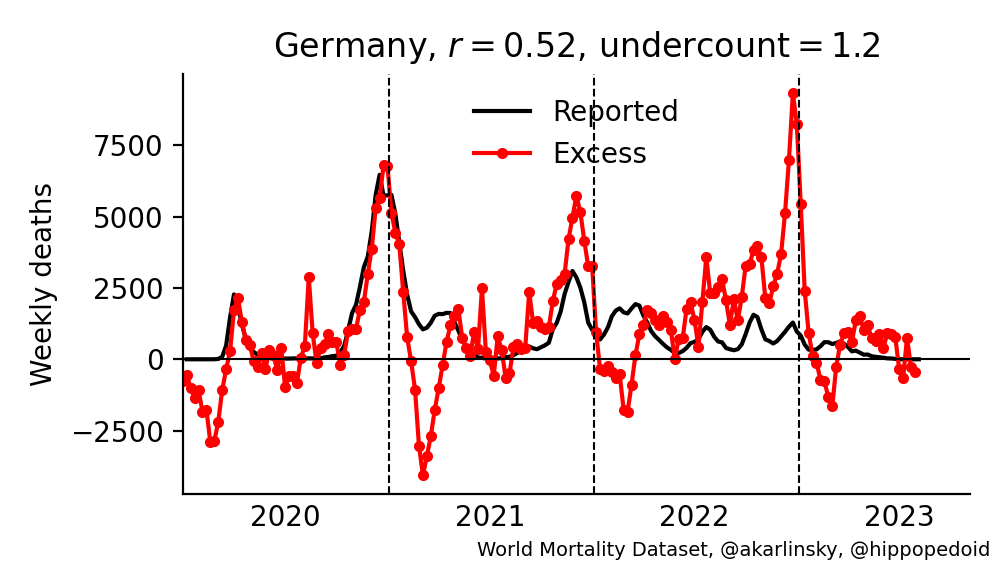 Germany, r = 0.52, undercount = 1.2
Reported
Excess
Weekly deaths
7500
5000
2500
0
−2500
2020 2021 2022 2023
World Mortality Dataset, @akarlinsky, @hippopedoid